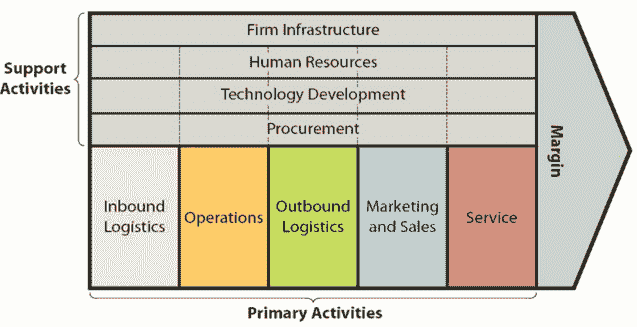 Firm Infrastructure
Human Resources
Technology Development
Procurement
Support
Activities
Inbound
Logistics
Operations
Outbound
Logistics
Marketing
and Sales
Service
Margin
Primary Activities